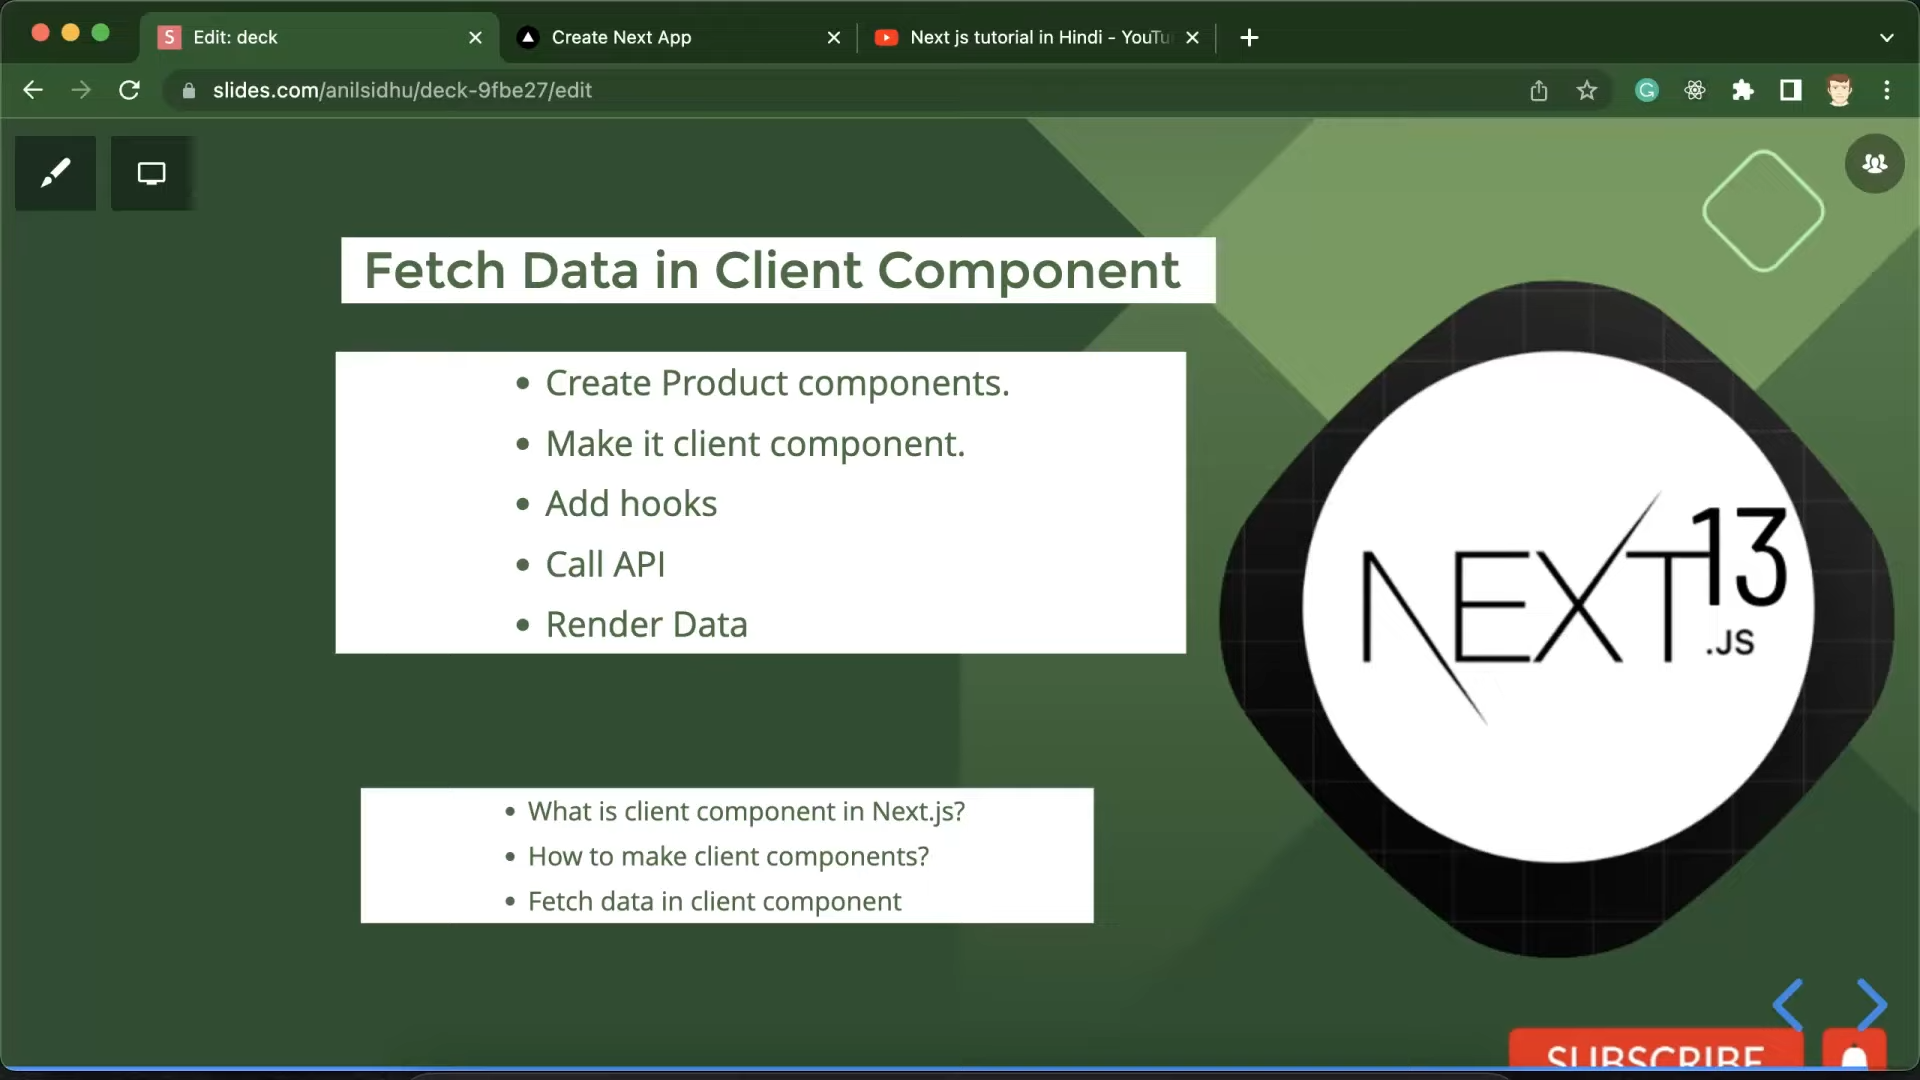 S Edit: deck
Create Next App
Next js tutorial in Hindi - YouTu
slides.com/anilsidhu/deck-9fbe27/edit
Fetch Data in Client Component
• Create Product components.
• Make it client component.
• Add hooks
• Call API
• Render Data
NEXT13
.JS
• What is client component in Next.js?
• How to make client components?
• Fetch data in client component
SUBSCRIBE